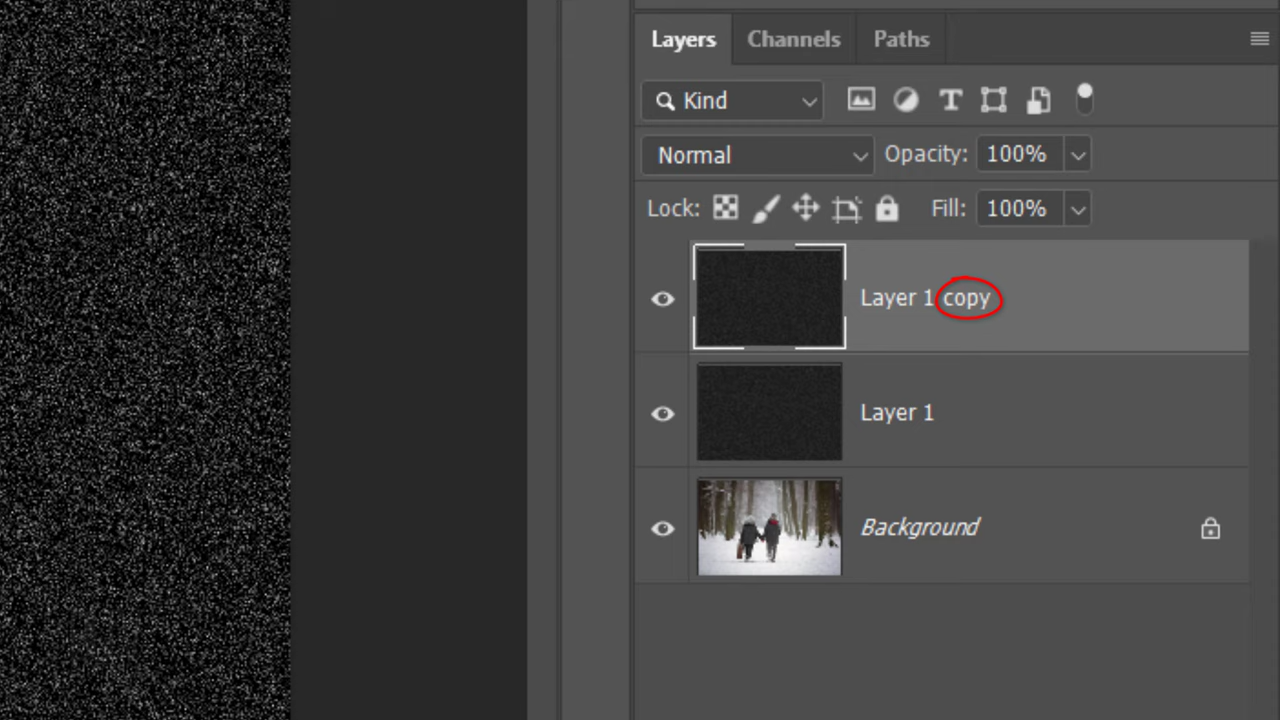 Layers Channels Paths
Kind
Normal Opacity: 100%
Lock: Fill: 100%
Layer 1 copy
Layer 1
Background